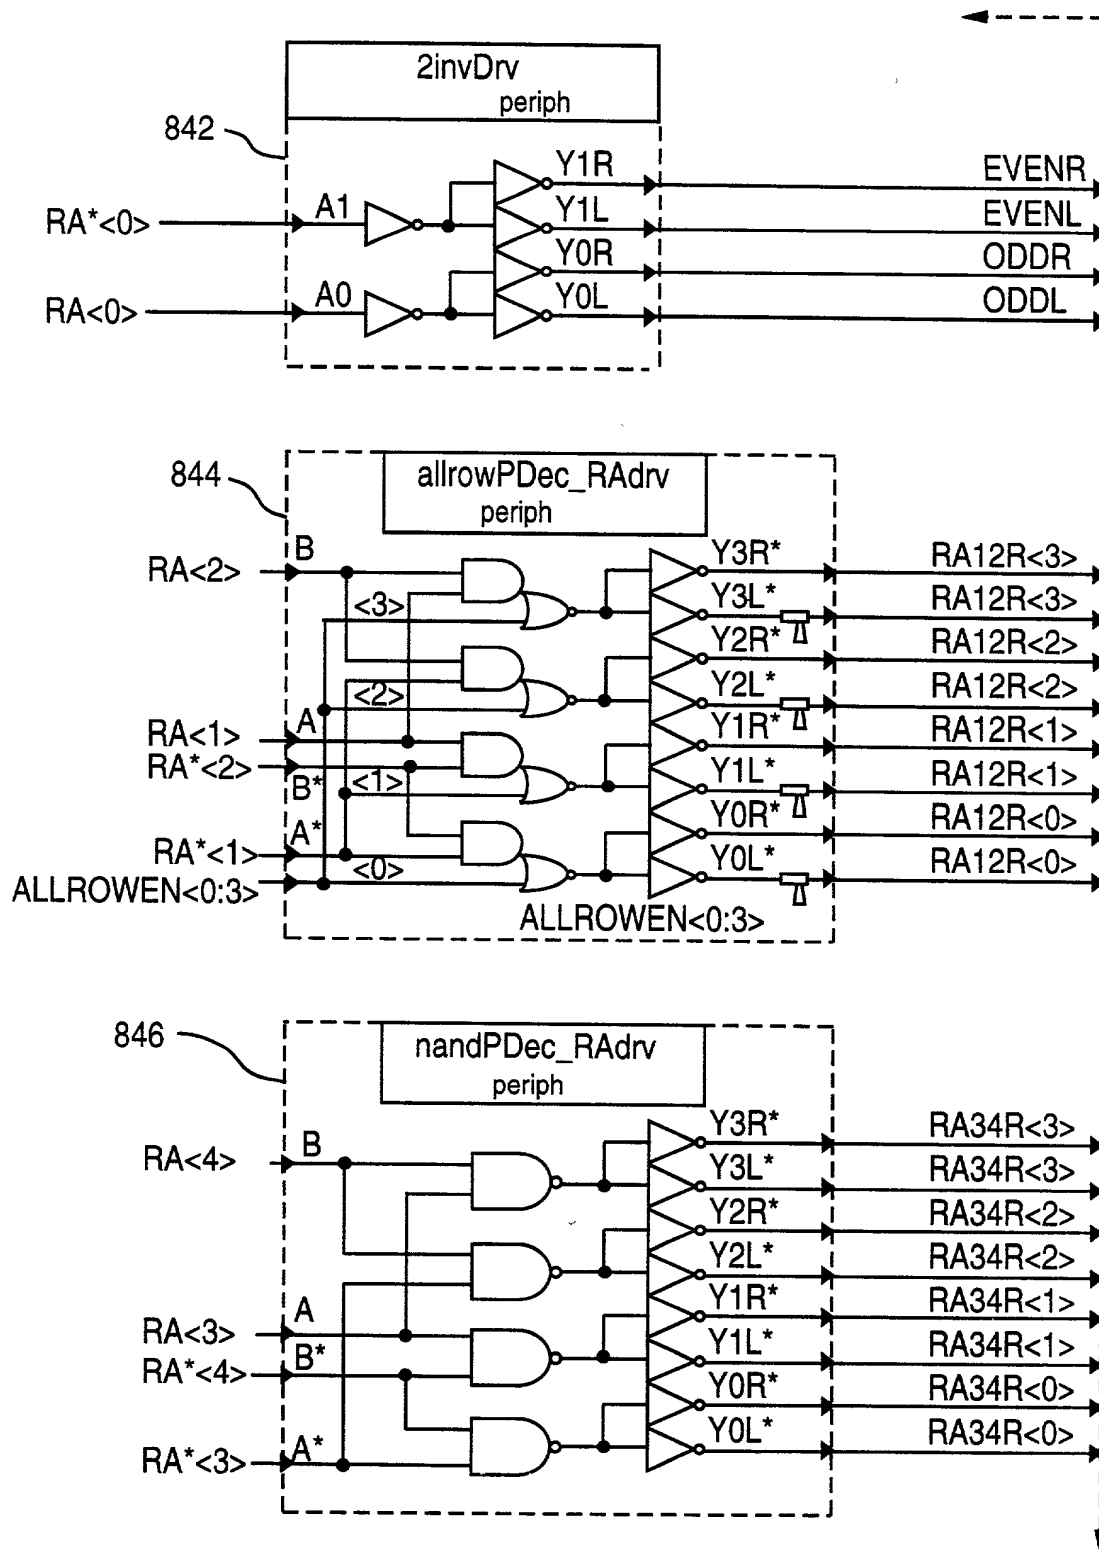 2invDrv
periph
842
RA*<0>
A1
Y1R
EVENR
Y1L
EVENL
Y0R
ODDR
RA<0>
A0
Y0L
ODDL
allrowPDec_RAdrv
periph
844
RA<2>
B
Y3R*
RA12R<3>
<3>
Y3L*
RA12R<3>
Y2R*
RA12R<2>
<2>
Y2L*
RA12R<2>
RA<1>
A
Y1R*
RA12R<1>
RA*<2>
B*
<1>
Y1L*
RA12R<1>
Y0R*
RA12R<0>
RA*<1>
A*
<0>
Y0L*
RA12R<0>
ALLROWEN<0:3>
ALLROWEN<0:3>
nandPDec_RAdrv
periph
846
RA<4>
B
Y3R*
RA34R<3>
Y3L*
RA34R<3>
Y2R*
RA34R<2>
Y2L*
RA34R<2>
RA<3>
A
Y1R*
RA34R<1>
RA*<4>
B*
Y1L*
RA34R<1>
Y0R*
RA34R<0>
RA*<3>
A*
Y0L*
RA34R<0>